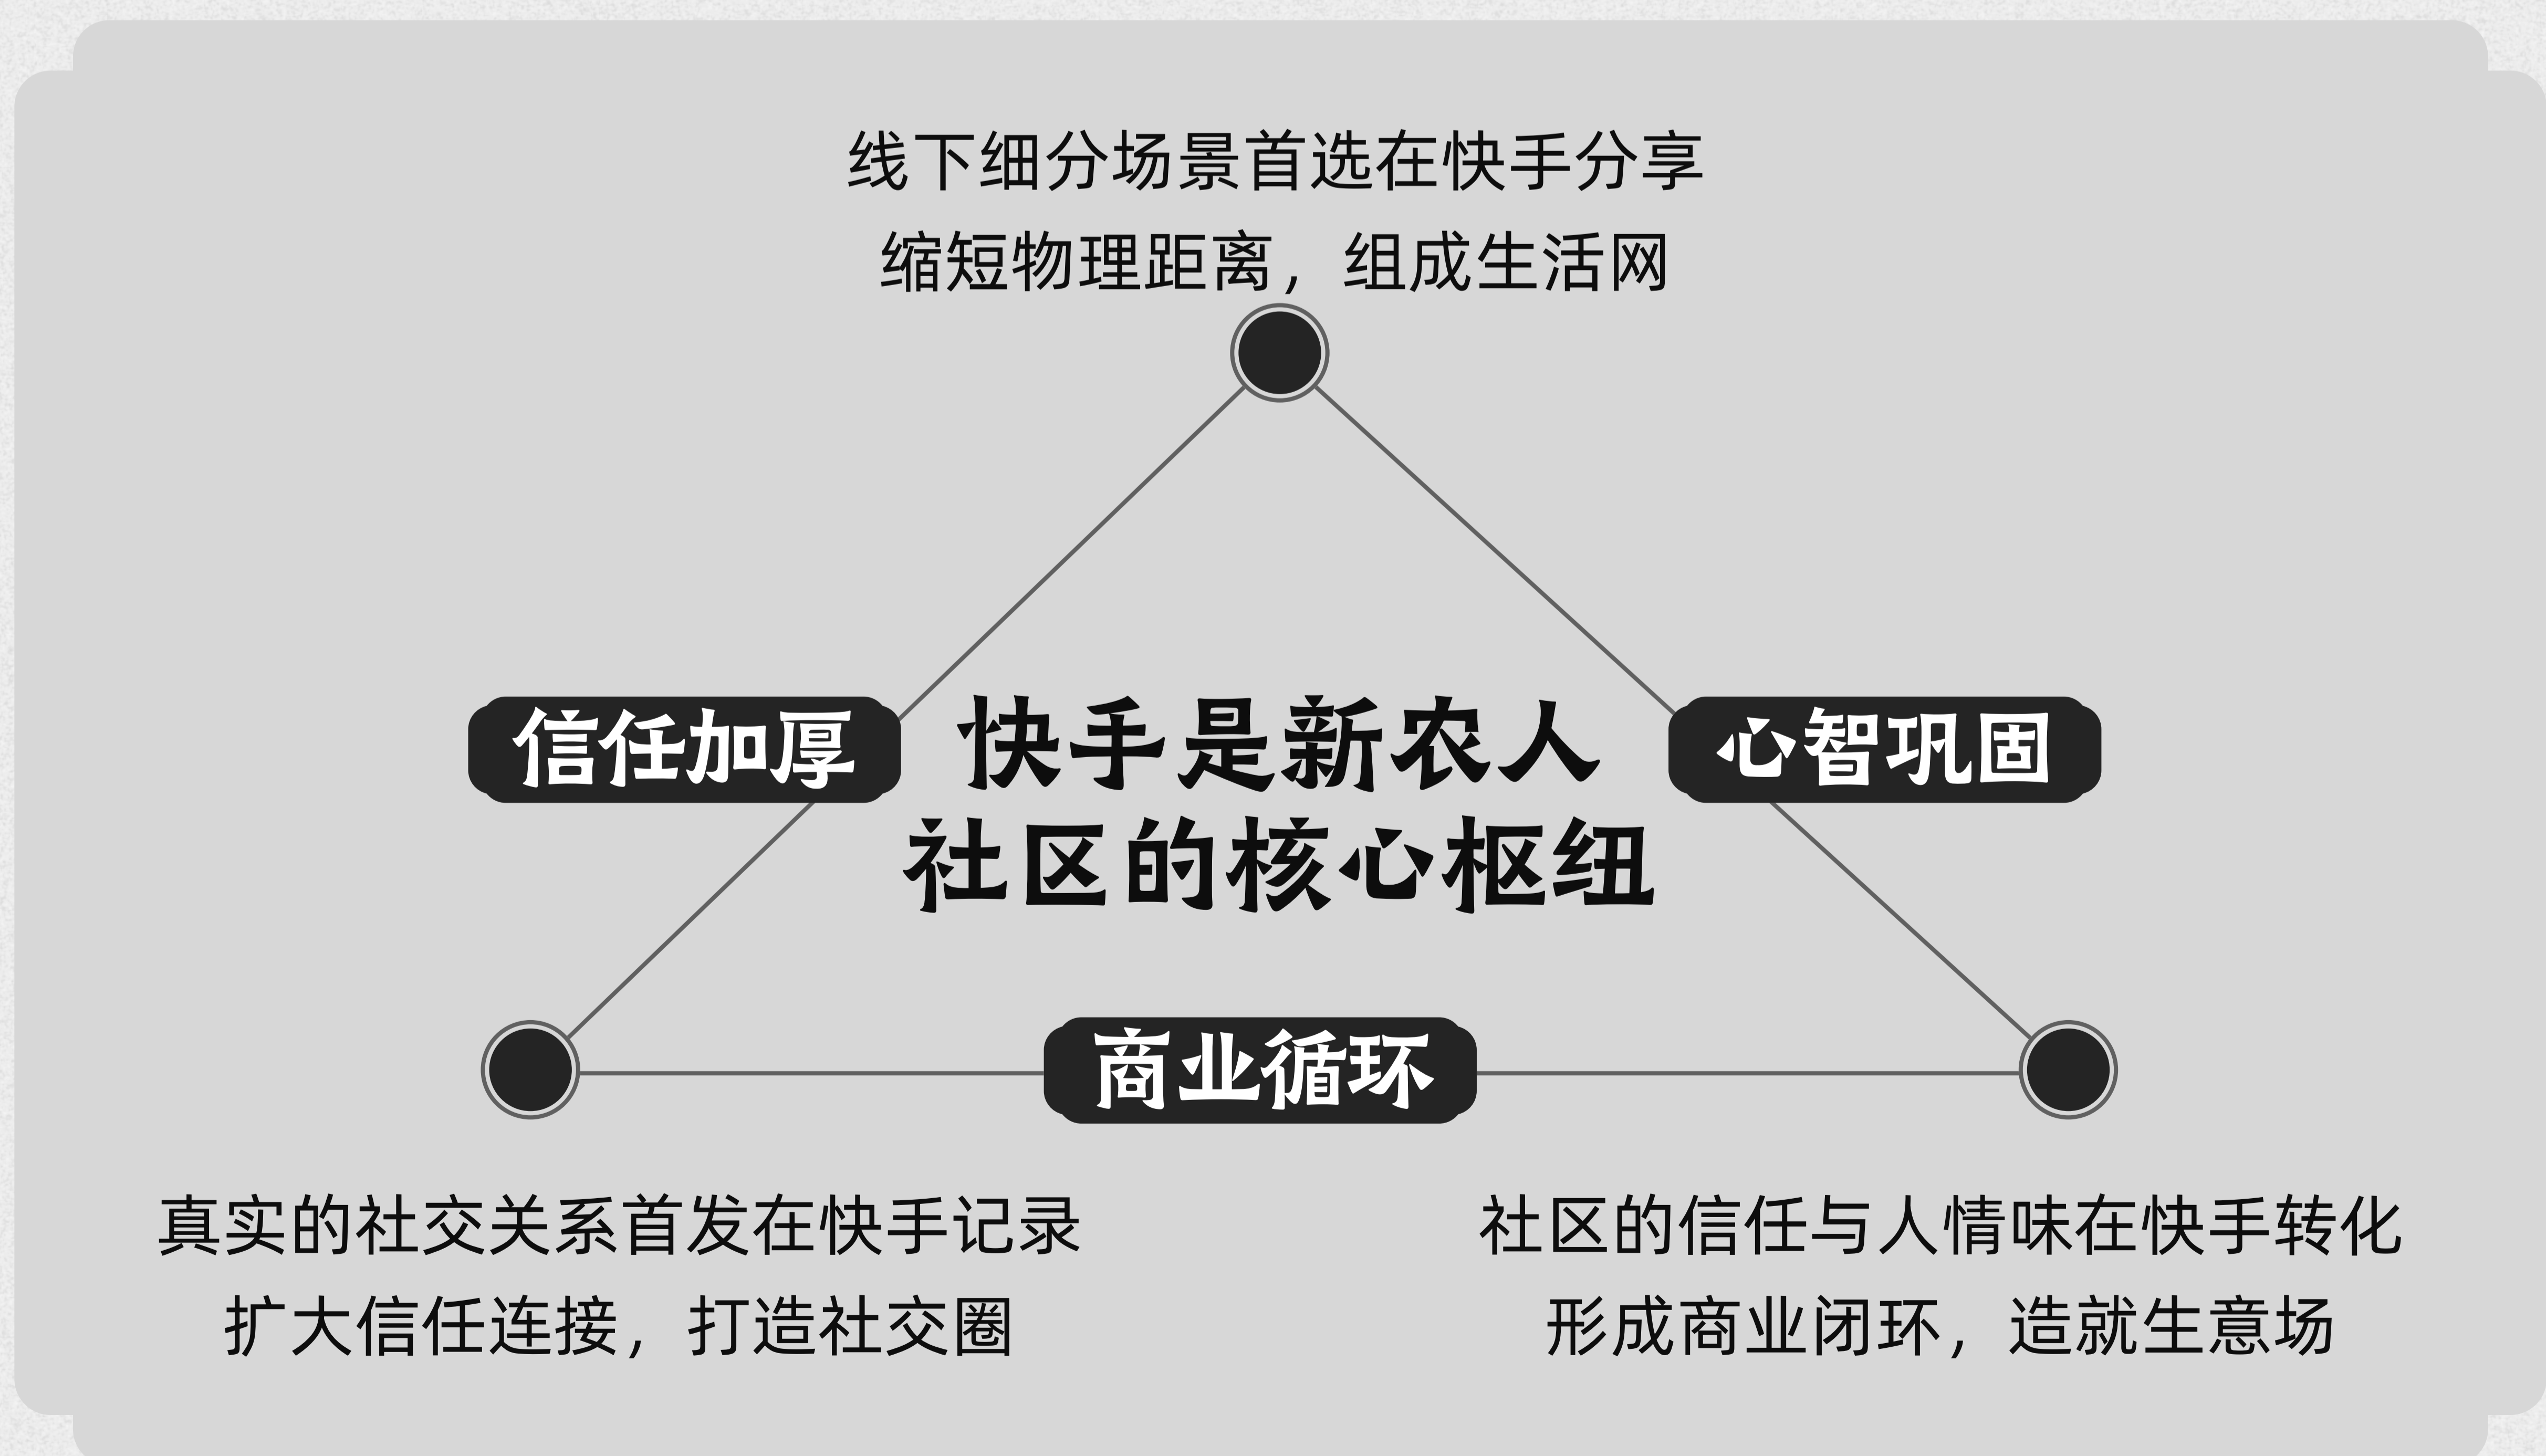 线下细分场景首选在快手分享
缩短物理距离，组成生活网
信任加厚
快手是新农人
社区的核心枢纽
心智巩固
商业循环
真实的社交关系首发在快手记录
扩大信任连接，打造社交圈
社区的信任与人情味在快手转化
形成商业闭环，造就生意场